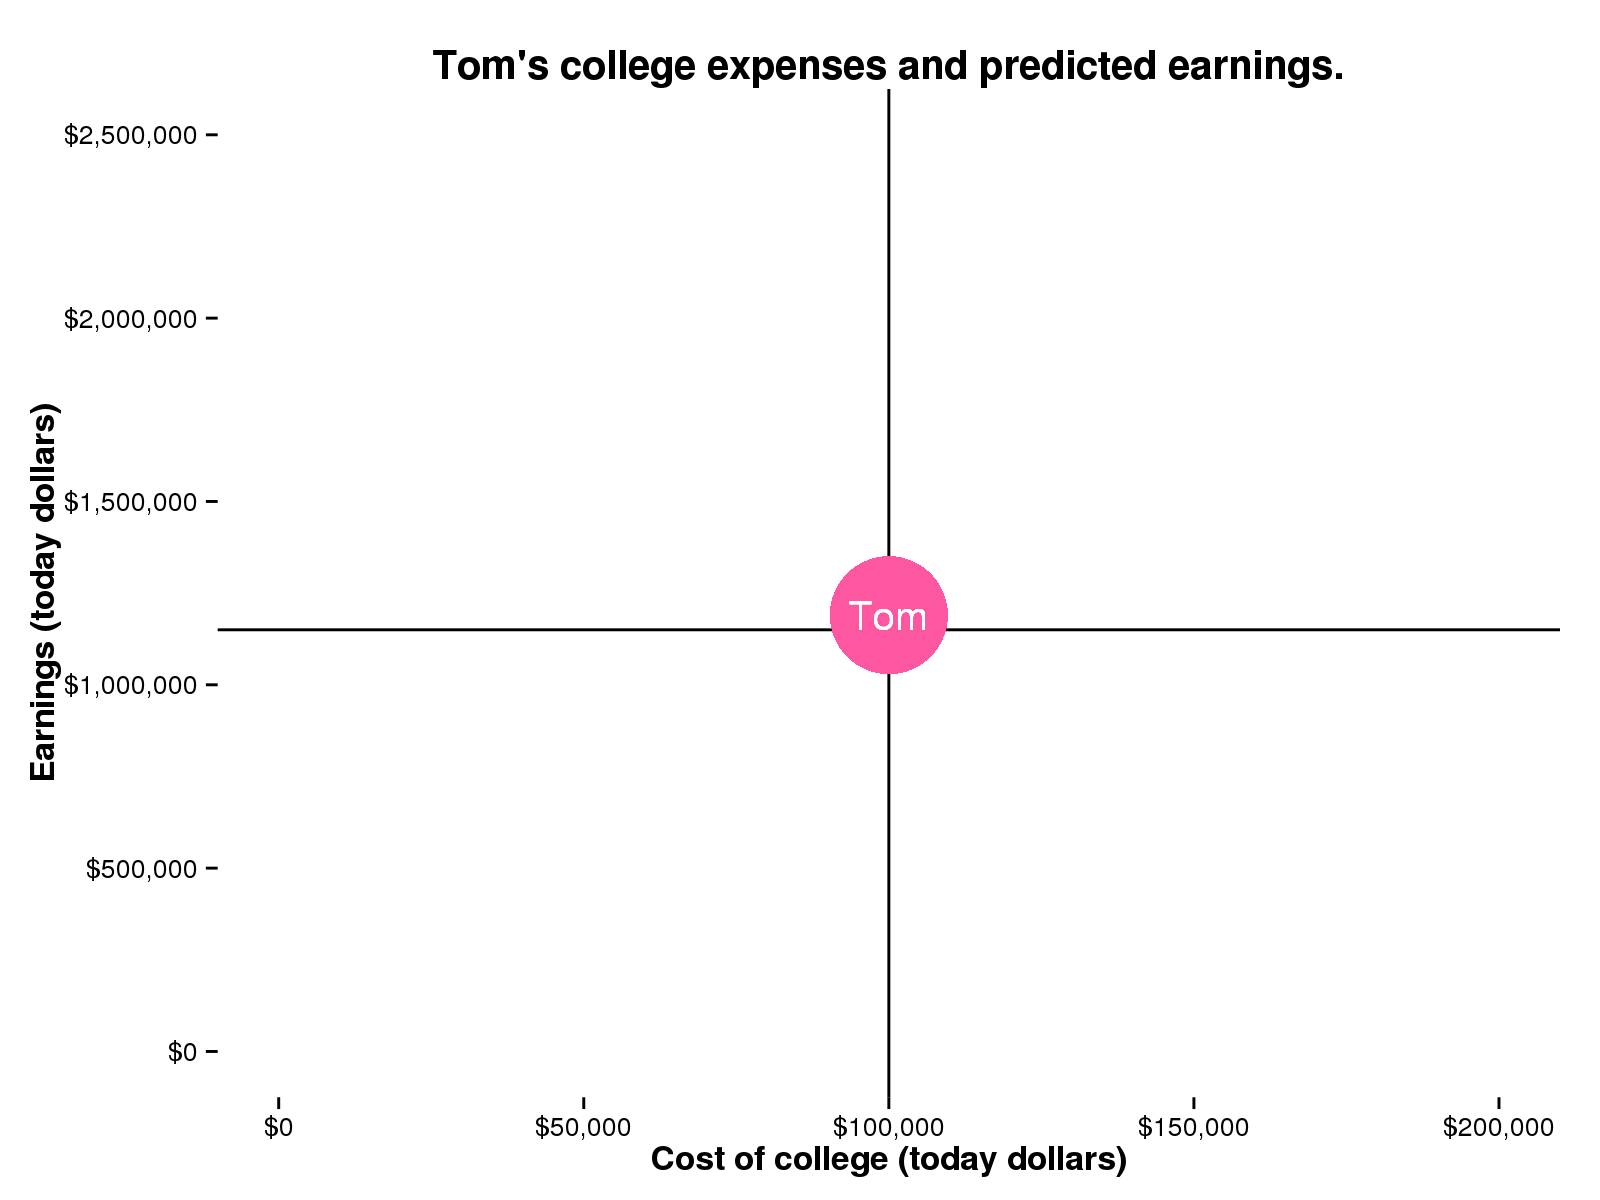 Tom's college expenses and predicted earnings.
$2,500,000
$2,000,000
$1,500,000
$1,000,000
$500,000
$0
Earnings (today dollars)
Tom
$0
$50,000
$100,000
$150,000
$200,000
Cost of college (today dollars)